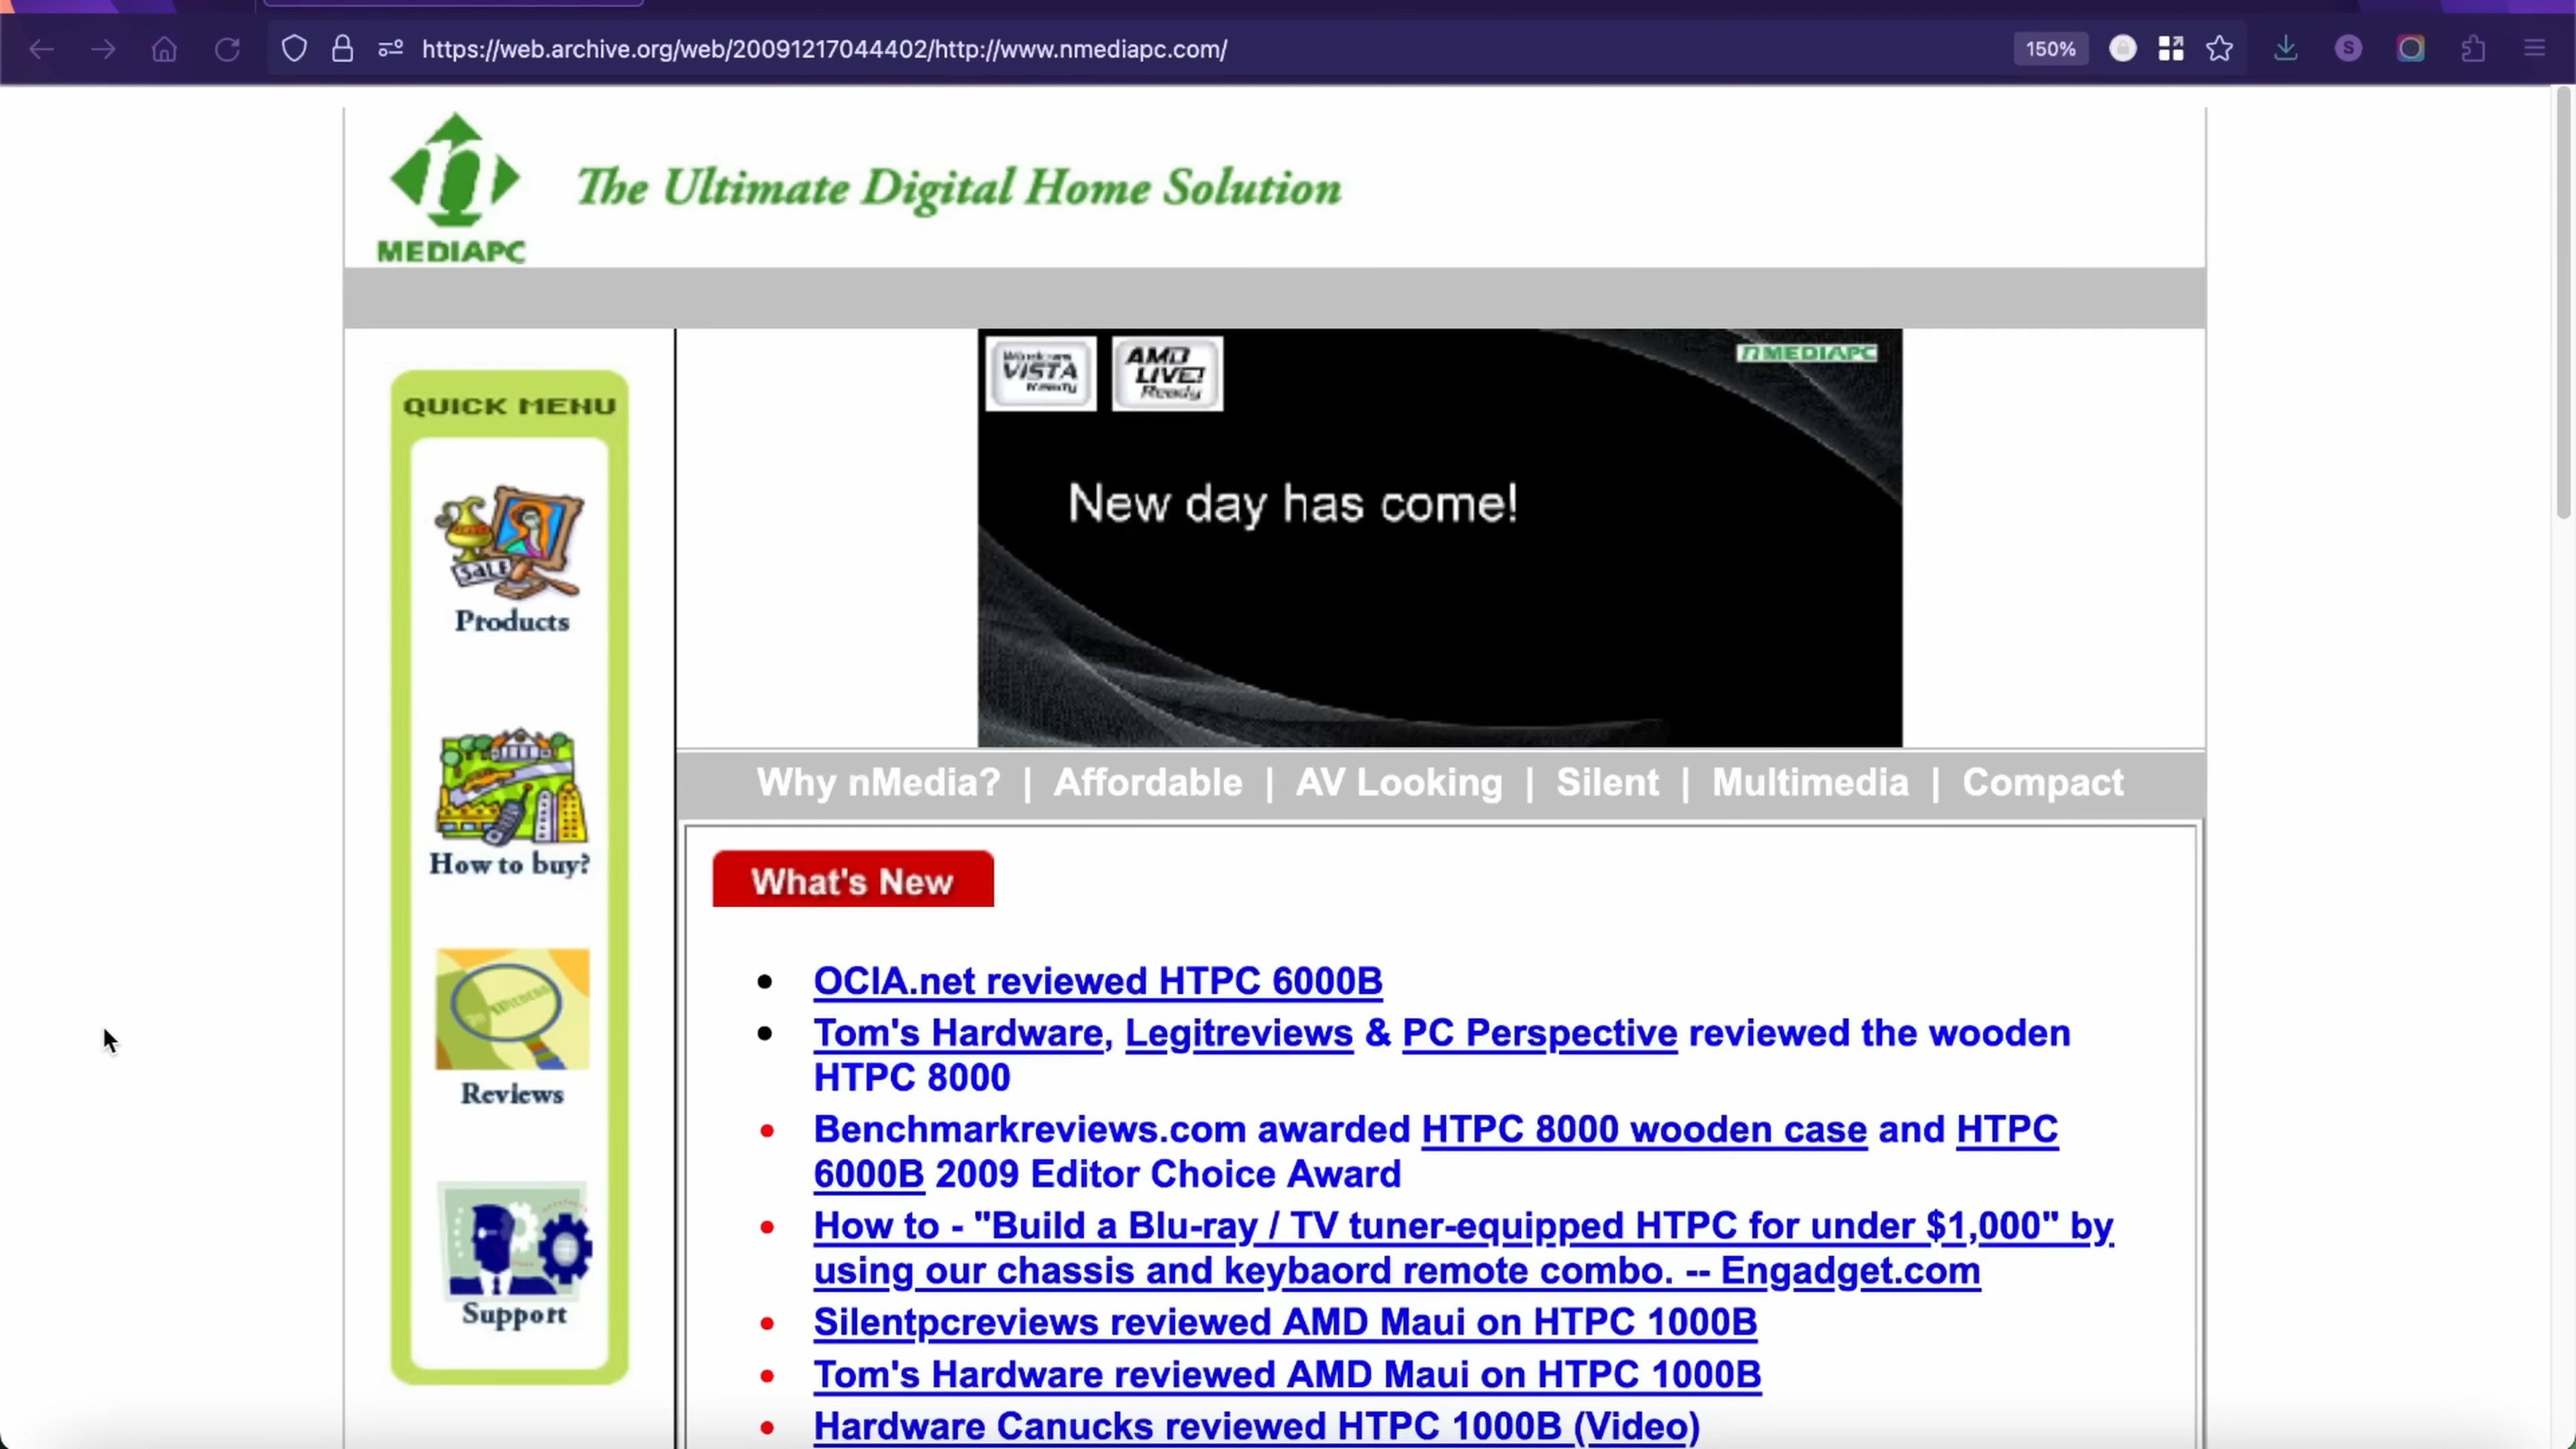 https://web.archive.org/web/20091217044402/http://www.nmediapc.com/
150%
S
n
MEDIAPC
The Ultimate Digital Home Solution
QUICK MENU
SALE
Products
How to buy?
Reviews
Support
Windows
VISTA
Ready
AMD
LIVE!
Ready
nMEDIAPC
New day has come!
Why nMedia? | Affordable | AV Looking | Silent | Multimedia | Compact
What's New
• OCIA.net reviewed HTPC 6000B
• Tom's Hardware, Legitreviews & PC Perspective reviewed the wooden
HTPC 8000
• Benchmarkreviews.com awarded HTPC 8000 wooden case and HTPC
6000B 2009 Editor Choice Award
• How to - "Build a Blu-ray / TV tuner-equipped HTPC for under $1,000" by
using our chassis and keybaord remote combo. -- Engadget.com
• Silentpcreviews reviewed AMD Maui on HTPC 1000B
• Tom's Hardware reviewed AMD Maui on HTPC 1000B
• Hardware Canucks reviewed HTPC 1000B (Video)